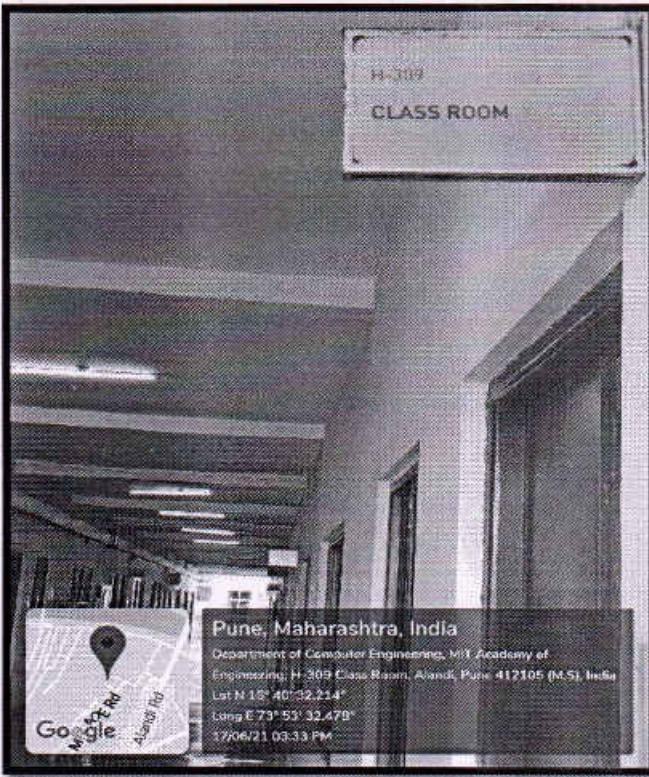 H-309
CLASS ROOM
Pune, Maharashtra, India
Department of Computer Engineering, MIT Academy of
Engineering, H-309 Class Room, Alandi, Pune 412105 (M.S), India
Lat N 18° 40' 32.214"
Long E 73° 53' 32.479"
17/06/21 03:33 PM
Google
Alandi Rd